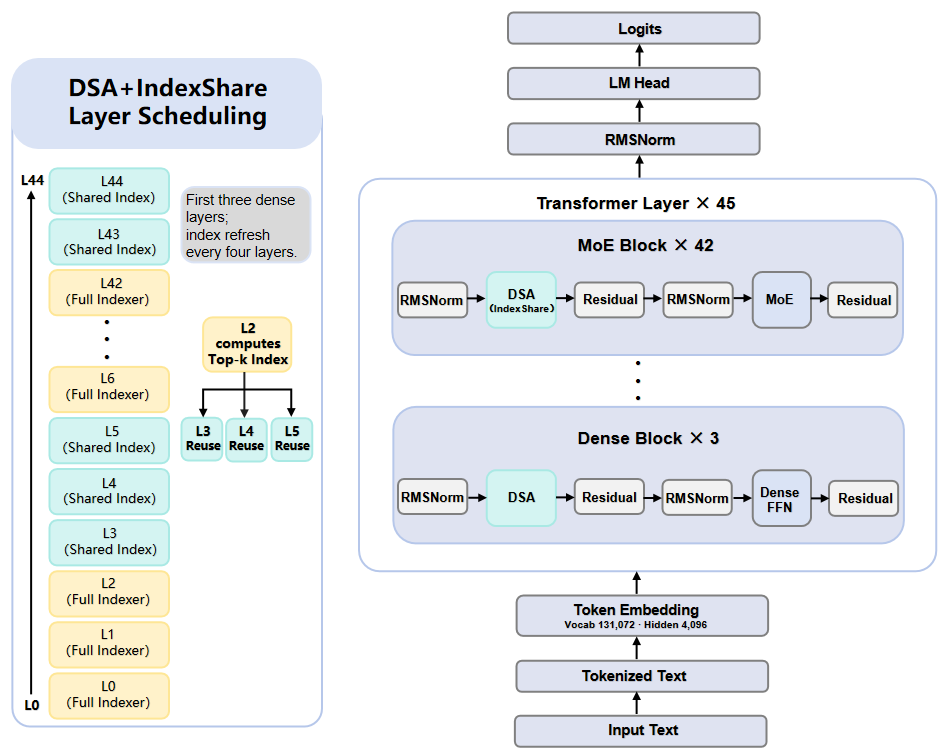 DSA+IndexShare
Layer Scheduling
L44
L44
(Shared Index)
L43
(Shared Index)
L42
(Full Indexer)
L6
(Full Indexer)
L5
(Shared Index)
L4
(Shared Index)
L3
(Shared Index)
L2
(Full Indexer)
L1
(Full Indexer)
L0
(Full Indexer)
L0
First three dense
layers;
index refresh
every four layers.
L2
computes
Top-k Index
L3
Reuse
L4
Reuse
L5
Reuse
Logits
LM Head
RMSNorm
Transformer Layer × 45
MoE Block × 42
RMSNorm
DSA
(IndexShare)
Residual
RMSNorm
MoE
Residual
Dense Block × 3
RMSNorm
DSA
Residual
RMSNorm
Dense
FFN
Residual
Token Embedding
Vocab 131,072 · Hidden 4,096
Tokenized Text
Input Text